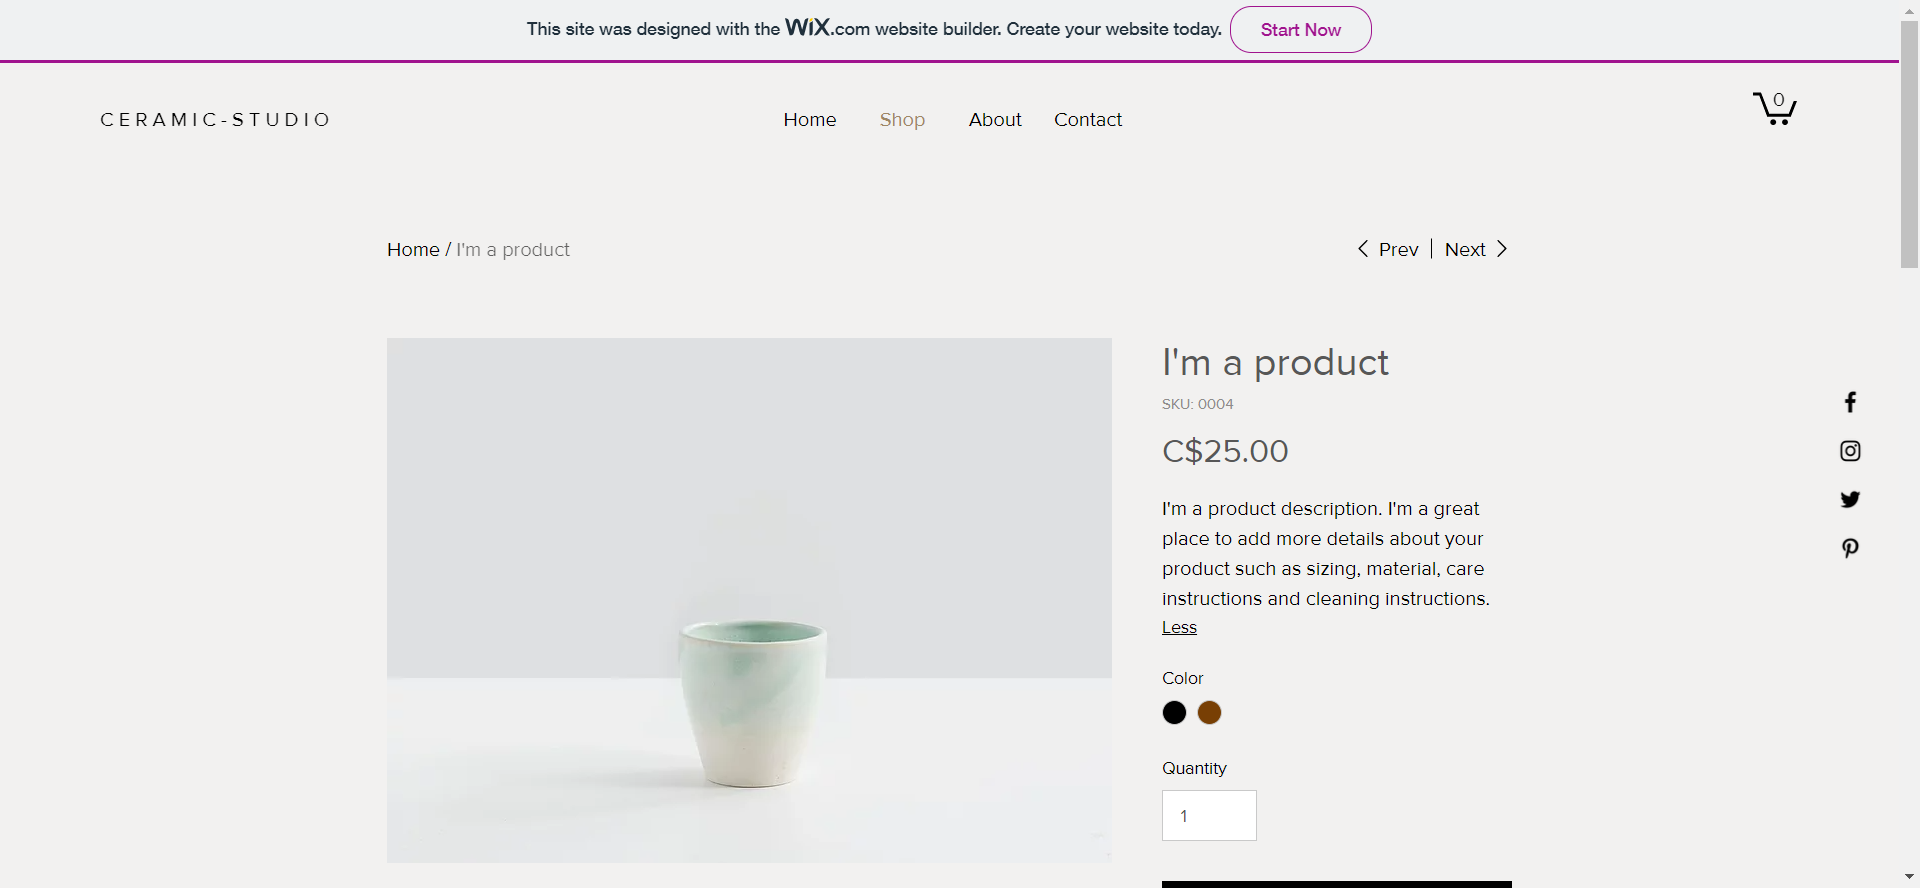 This site was designed with the WiX.com website builder. Create your website today. Start Now
CERAMIC-STUDIO
Home Shop About Contact
0
Home / I'm a product
Prev | Next
I'm a product
SKU: 0004
C$25.00
I'm a product description. I'm a great
place to add more details about your
product such as sizing, material, care
instructions and cleaning instructions.
Less
Color
Quantity
1